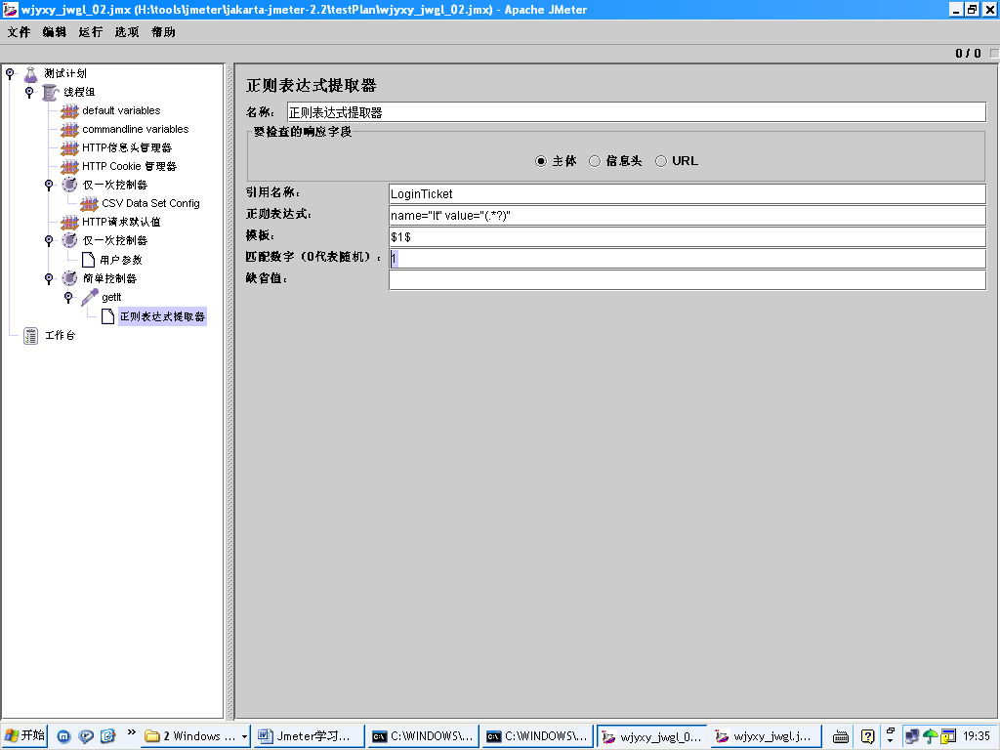 wjyxy_jwgl_02.jmx (H:\tools\jmeter\jakarta-jmeter-2.2\testPlan\wjyxy_jwgl_02.jmx) - Apache JMeter
文件 编辑 运行 选项 帮助
0 / 0
测试计划
线程组
default variables
commandline variables
HTTP信息头管理器
HTTP Cookie 管理器
仅一次控制器
CSV Data Set Config
HTTP请求默认值
仅一次控制器
用户参数
简单控制器
getIt
正则表达式提取器
工作台
正则表达式提取器
名称： 正则表达式提取器
要检查的响应字段
主体 信息头 URL
引用名称： LoginTicket
正则表达式： name="lt" value="(.*?)"
模板： $1$
匹配数字（0代表随机）： 1
缺省值：
开始 2 Windows ... Jmeter学习... C:\WINDOWS\... C:\WINDOWS\... wjyxy_jwgl_0... wjyxy_jwgl.j... 19:35